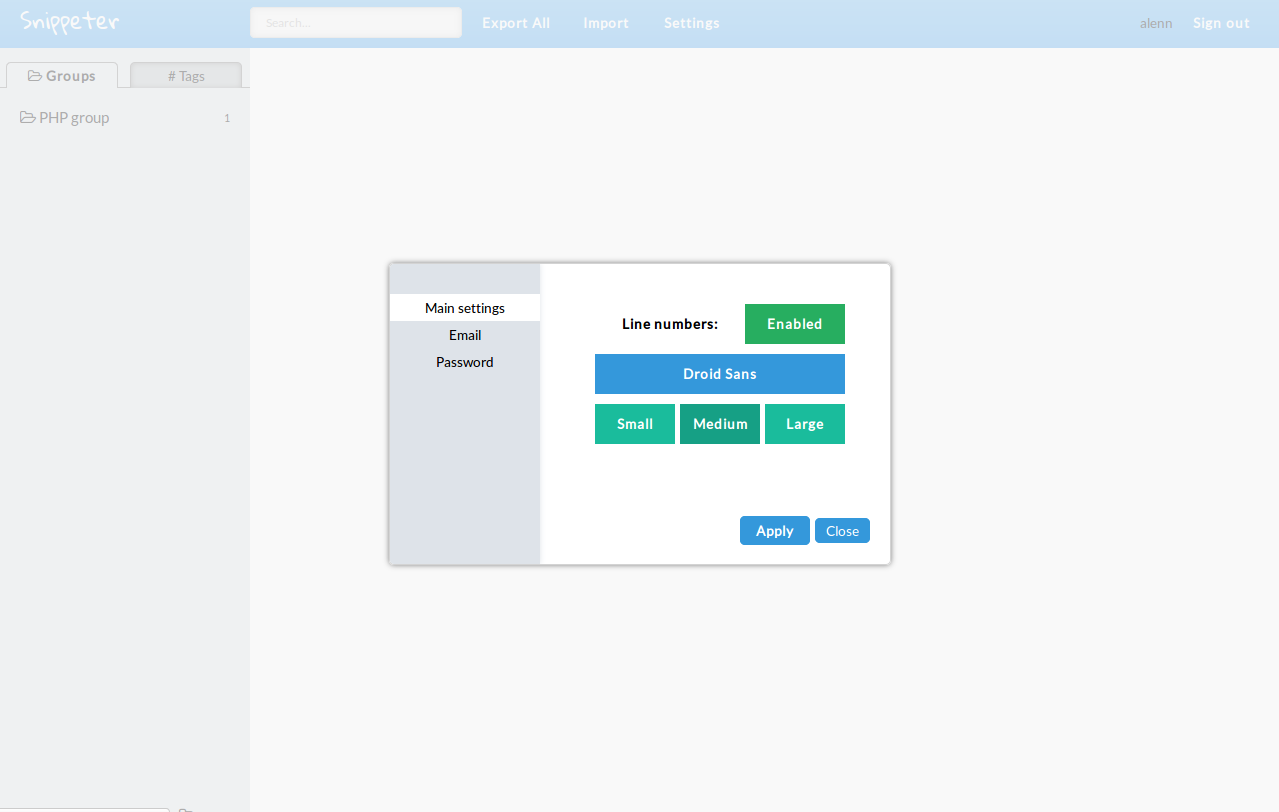 Snippeter
Search...
Export All
Import
Settings
alenn
Sign out
Groups
# Tags
PHP group
1
Main settings
Email
Password
Line numbers:
Enabled
Droid Sans
Small
Medium
Large
Apply
Close